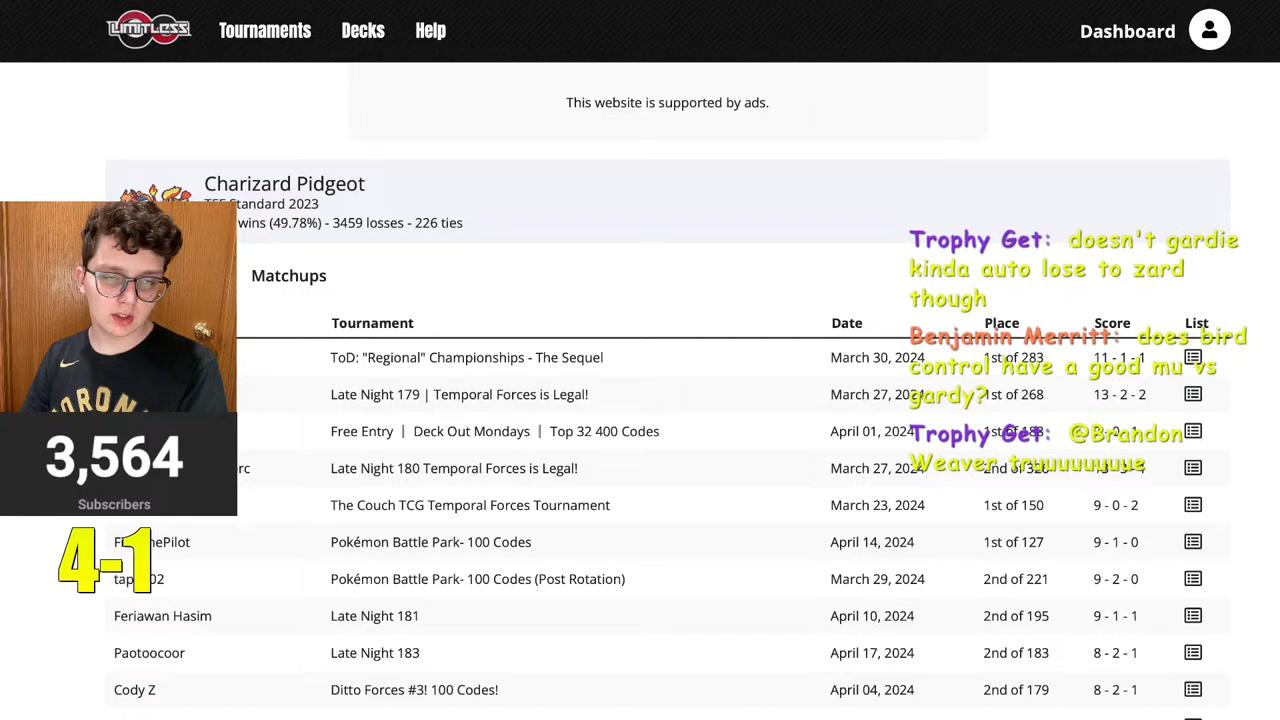 LIMITLESS Tournaments Decks Help Dashboard
This website is supported by ads.
Charizard Pidgeot
Standard 2023
wins (49.78%) - 3459 losses - 226 ties
Matchups
Tournament Date Place Score List
ToD: "Regional" Championships - The Sequel March 30, 2024 1st of 283 11 - 1 - 1
Late Night 179 | Temporal Forces is Legal! March 27, 2024 1st of 268 13 - 2 - 2
Free Entry | Deck Out Mondays | Top 32 400 Codes April 01, 2024 1st of
Late Night 180 Temporal Forces is Legal! March 27, 2024 2nd of
The Couch TCG Temporal Forces Tournament March 23, 2024 1st of 150 9 - 0 - 2
Pokémon Battle Park- 100 Codes April 14, 2024 1st of 127 9 - 1 - 0
Pokémon Battle Park- 100 Codes (Post Rotation) March 29, 2024 2nd of 221 9 - 2 - 0
Feriawan Hasim Late Night 181 April 10, 2024 2nd of 195 9 - 1 - 1
Paotoocoor Late Night 183 April 17, 2024 2nd of 183 8 - 2 - 1
Cody Z Ditto Forces #3! 100 Codes! April 04, 2024 2nd of 179 8 - 2 - 1
Trophy Get: doesn't gardie
kinda auto lose to zard
though
Benjamin Merritt: does bird
control have a good mu vs
gardy?
Trophy Get: @Brandon
Weaver truuuuuuuue
3,564
Subscribers
4-1